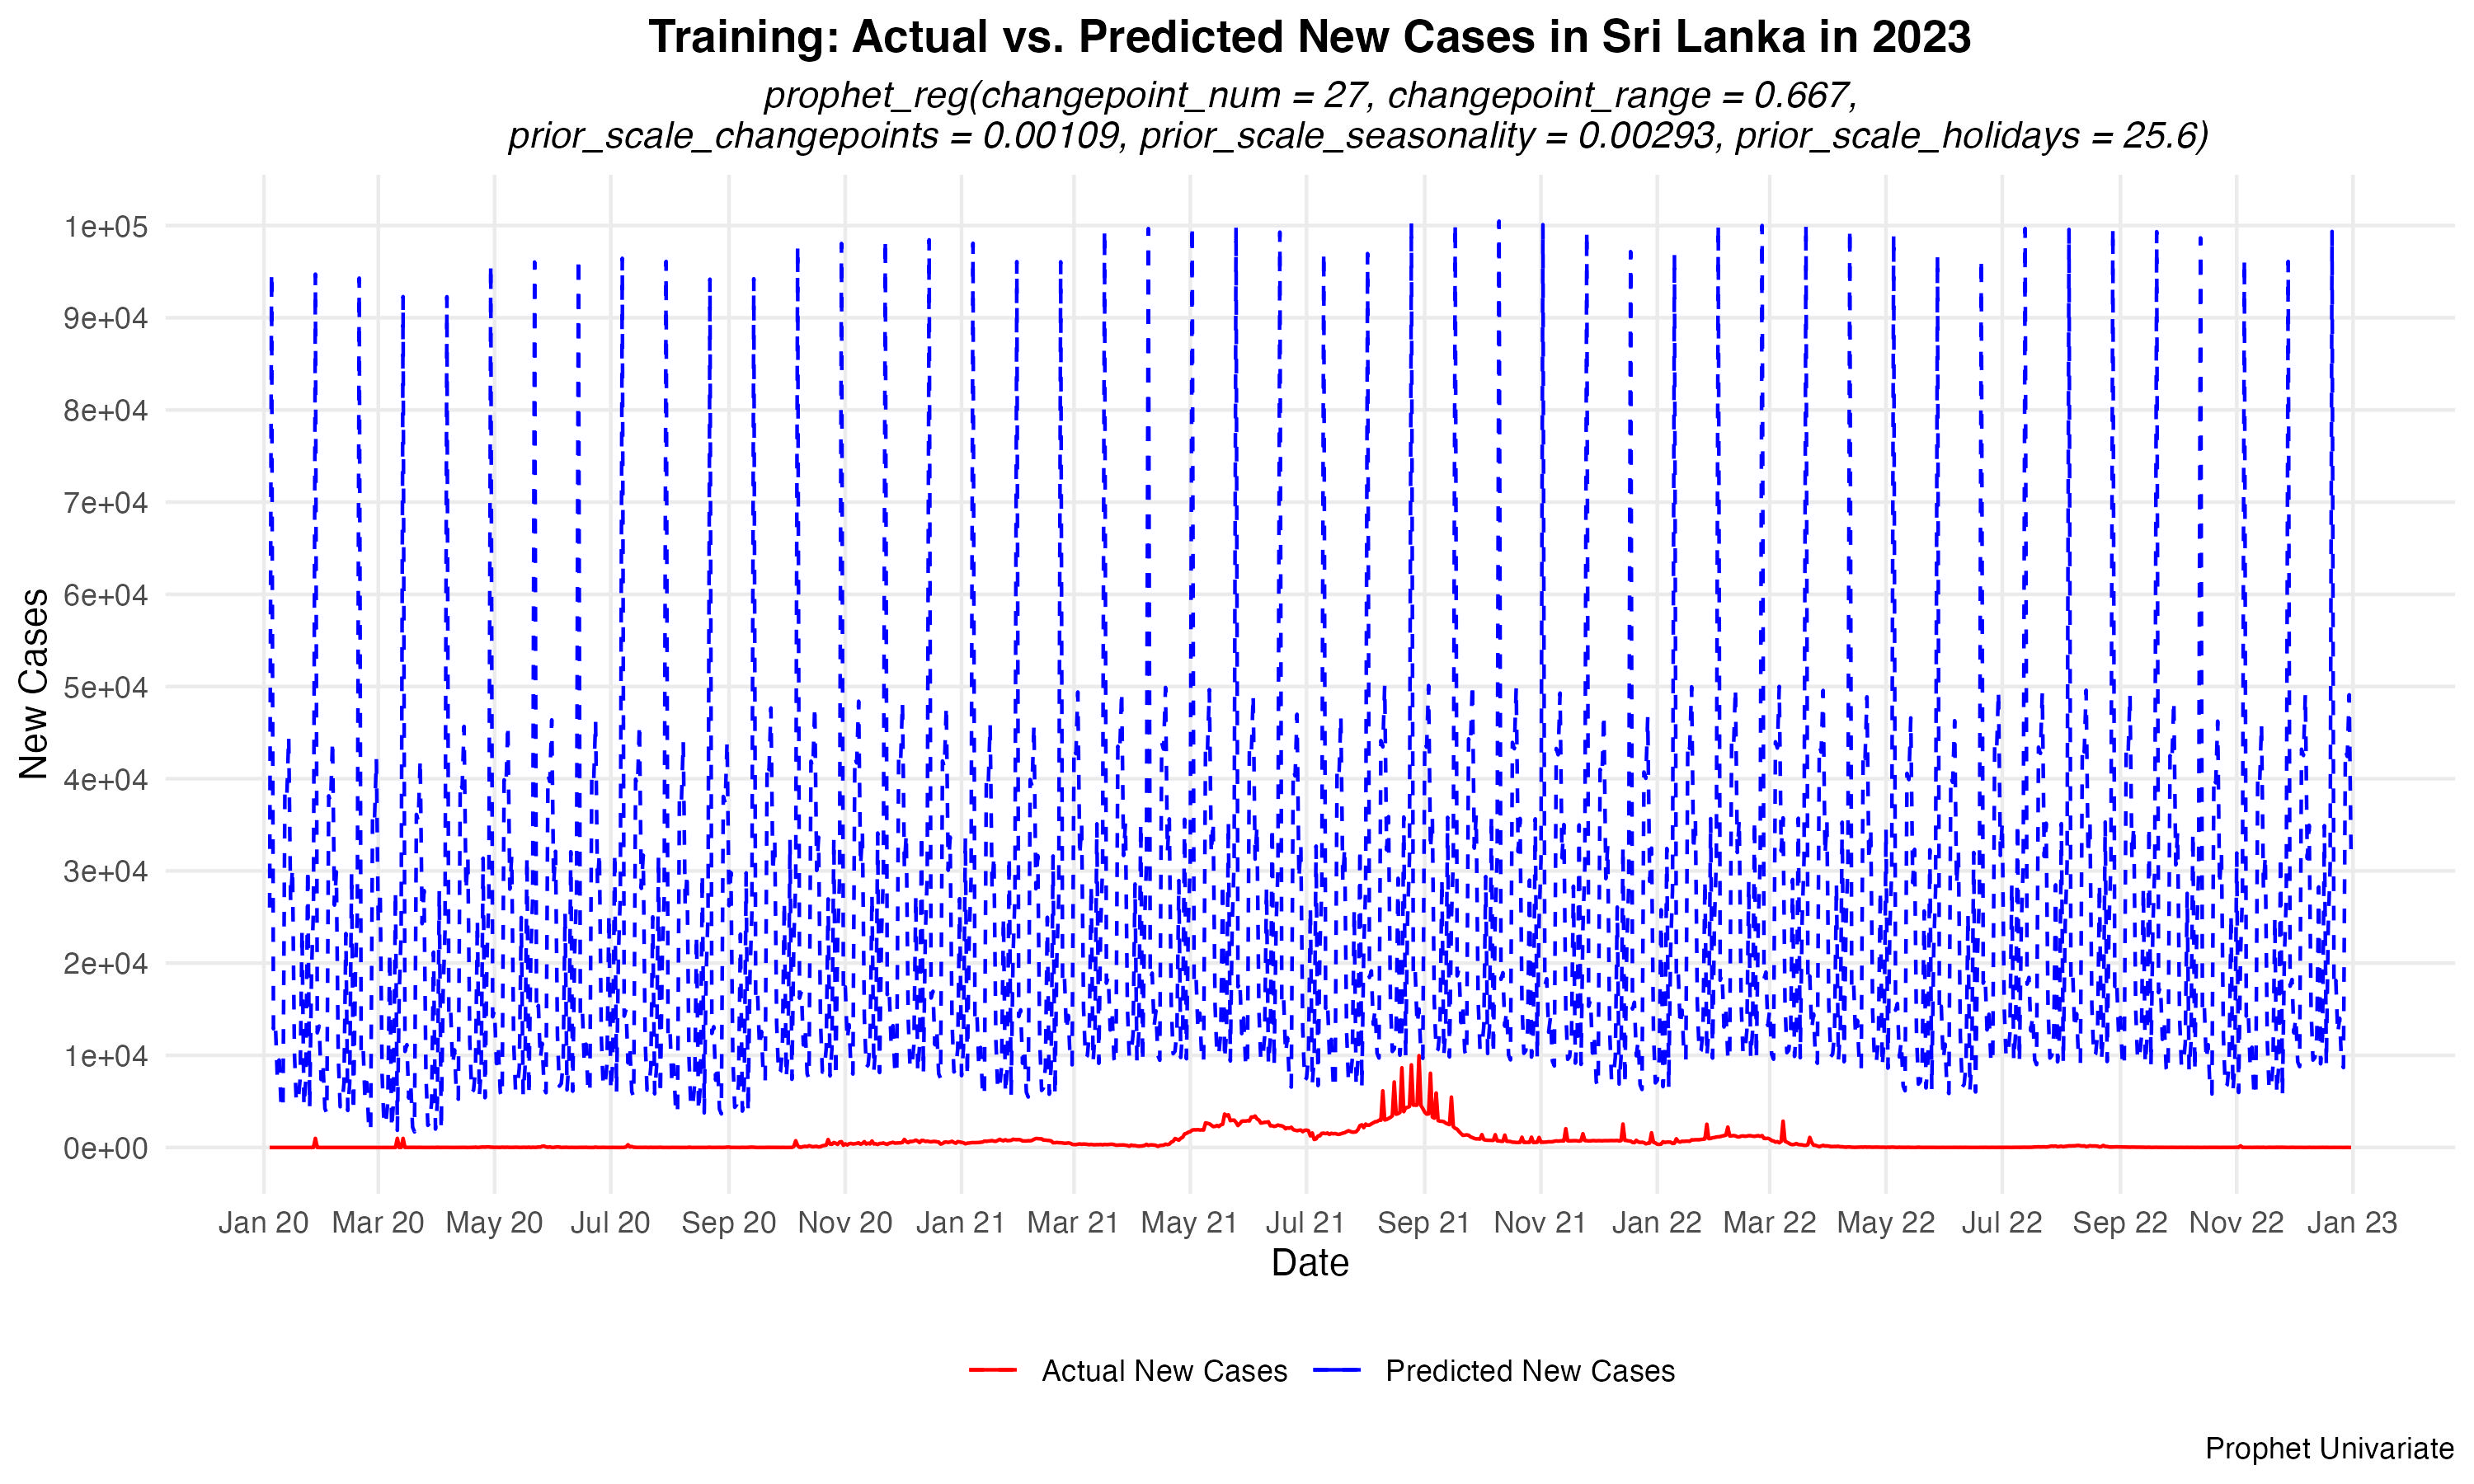 Training: Actual vs. Predicted New Cases in Sri Lanka in 2023
prophet_reg(changepoint_num = 27, changepoint_range = 0.667,
prior_scale_changepoints = 0.00109, prior_scale_seasonality = 0.00293, prior_scale_holidays = 25.6)
1e+05
9e+04
8e+04
7e+04
6e+04
5e+04
4e+04
3e+04
2e+04
1e+04
0e+00
New Cases
Jan 20 Mar 20 May 20 Jul 20 Sep 20 Nov 20 Jan 21 Mar 21 May 21 Jul 21 Sep 21 Nov 21 Jan 22 Mar 22 May 22 Jul 22 Sep 22 Nov 22 Jan 23
Date
Actual New Cases Predicted New Cases
Prophet Univariate